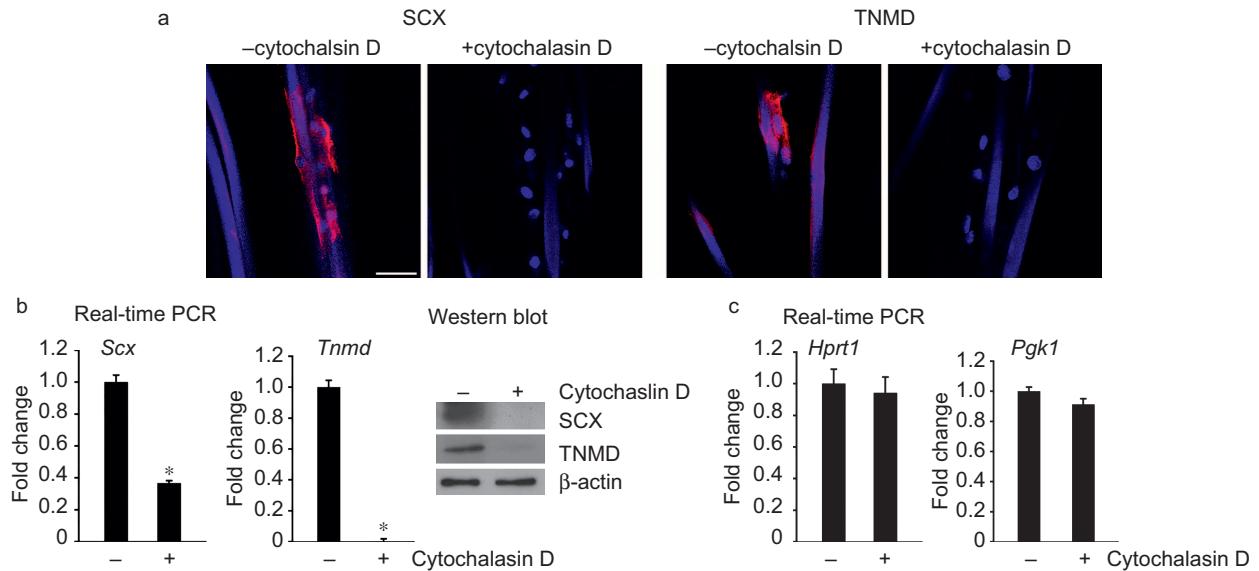 a
SCX
TNMD
–cytochalsin D
+cytochalasin D
–cytochalsin D
+cytochalasin D
b
Real-time PCR
Scx
Fold change
1.2
1.0
0.8
0.6
0.4
0.2
0
*
–
+
Tnmd
Fold change
1.2
1.0
0.8
0.6
0.4
0.2
0
*
–
+
Cytochalasin D
Western blot
– + Cytochaslin D
SCX
TNMD
β-actin
c
Real-time PCR
Hprt1
Fold change
1.2
1.0
0.8
0.6
0.4
0.2
0
–
+
Pgk1
Fold change
1.2
1.0
0.8
0.6
0.4
0.2
0
–
+
Cytochalasin D